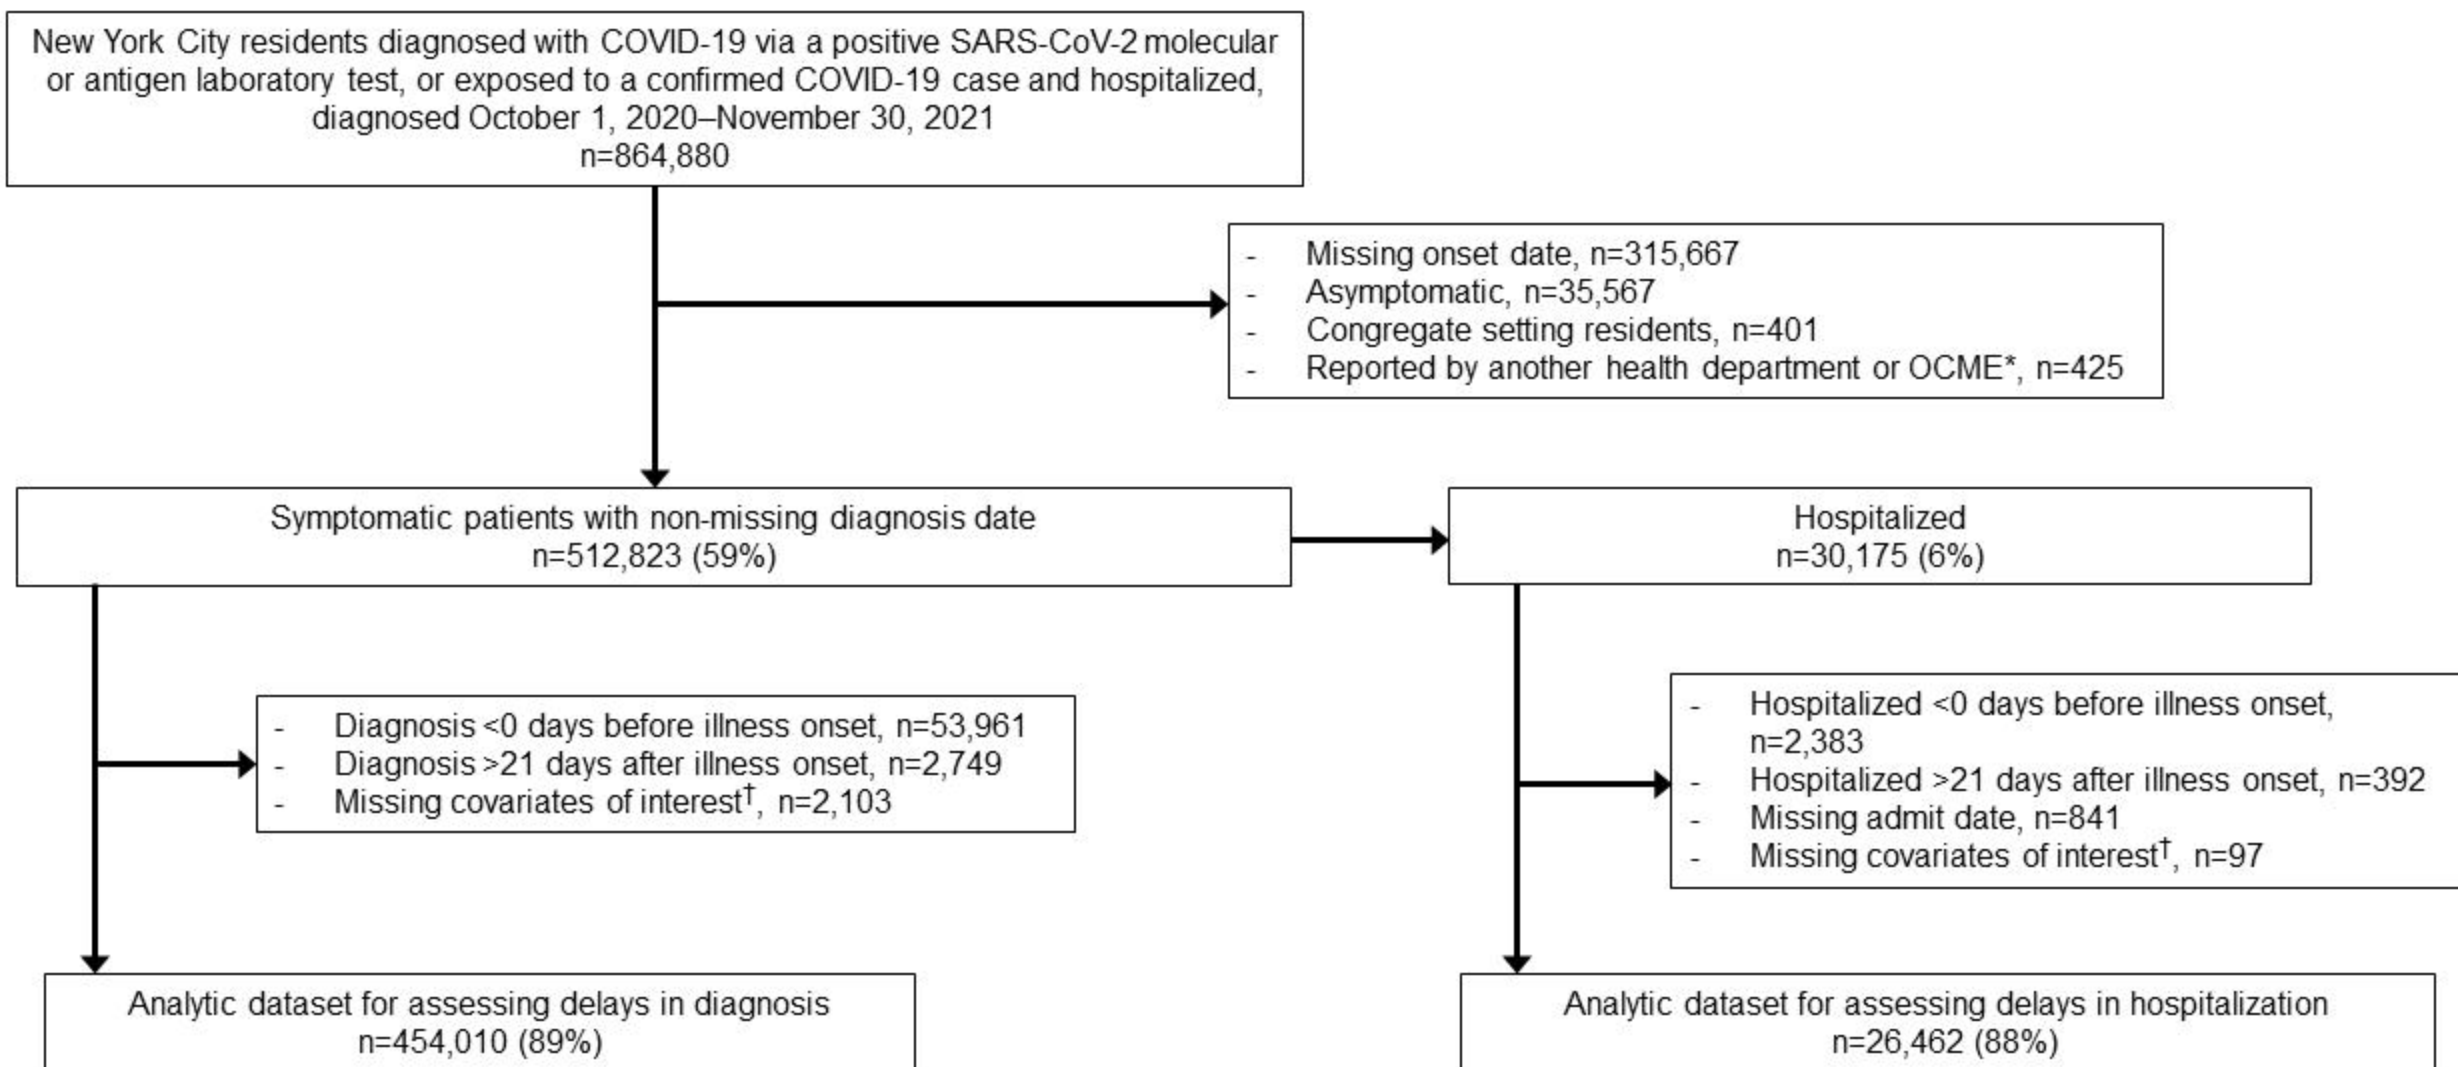 New York City residents diagnosed with COVID-19 via a positive SARS-CoV-2 molecular
or antigen laboratory test, or exposed to a confirmed COVID-19 case and hospitalized,
diagnosed October 1, 2020–November 30, 2021
n=864,880
- Missing onset date, n=315,667
- Asymptomatic, n=35,567
- Congregate setting residents, n=401
- Reported by another health department or OCME*, n=425
Symptomatic patients with non-missing diagnosis date
n=512,823 (59%)
Hospitalized
n=30,175 (6%)
- Diagnosis <0 days before illness onset, n=53,961
- Diagnosis >21 days after illness onset, n=2,749
- Missing covariates of interest†, n=2,103
- Hospitalized <0 days before illness onset,
n=2,383
- Hospitalized >21 days after illness onset, n=392
- Missing admit date, n=841
- Missing covariates of interest†, n=97
Analytic dataset for assessing delays in diagnosis
n=454,010 (89%)
Analytic dataset for assessing delays in hospitalization
n=26,462 (88%)